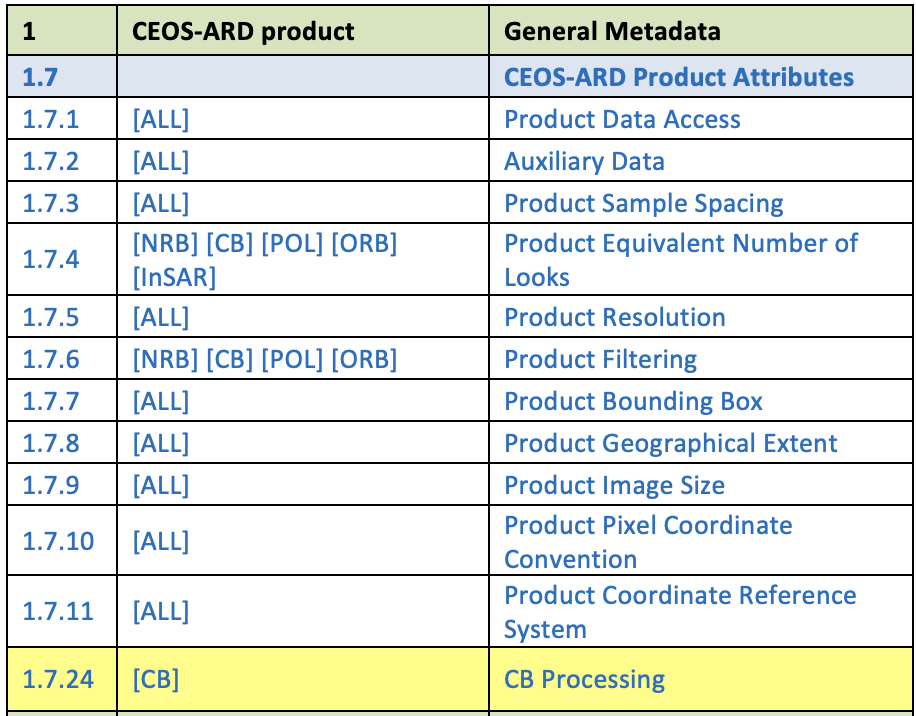 1 CEOS-ARD product General Metadata
1.7 CEOS-ARD Product Attributes
1.7.1 [ALL] Product Data Access
1.7.2 [ALL] Auxiliary Data
1.7.3 [ALL] Product Sample Spacing
1.7.4 [NRB] [CB] [POL] [ORB] [InSAR] Product Equivalent Number of Looks
1.7.5 [ALL] Product Resolution
1.7.6 [NRB] [CB] [POL] [ORB] Product Filtering
1.7.7 [ALL] Product Bounding Box
1.7.8 [ALL] Product Geographical Extent
1.7.9 [ALL] Product Image Size
1.7.10 [ALL] Product Pixel Coordinate Convention
1.7.11 [ALL] Product Coordinate Reference System
1.7.24 [CB] CB Processing